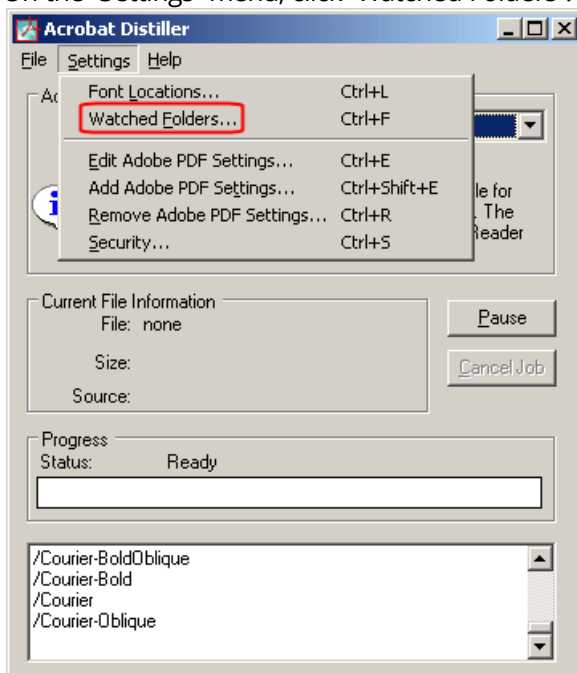 On the Settings menu, click Watched Folders .
Acrobat Distiller
File Settings Help
Font Locations... Ctrl+L
Watched Folders... Ctrl+F
Edit Adobe PDF Settings... Ctrl+E
Add Adobe PDF Settings... Ctrl+Shift+E
Remove Adobe PDF Settings... Ctrl+R
Security... Ctrl+S
le for
. The
Reader
Current File Information
File: none
Size:
Source:
Pause
Cancel Job
Progress
Status: Ready
/Courier-BoldOblique
/Courier-Bold
/Courier
/Courier-Oblique